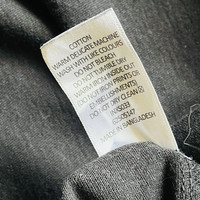 COTTON
WARM DELICATE MACHINE
WASH WITH LIKE COLOURS
DO NOT BLEACH
DO NOT TUMBLE DRY
WARM IRON INSIDE OUT
DO NOT IRON PRINTS OR
EMBELLISHMENTS)
DO NOT DRY CLEAN
62505147
MADE IN BANGLADESH